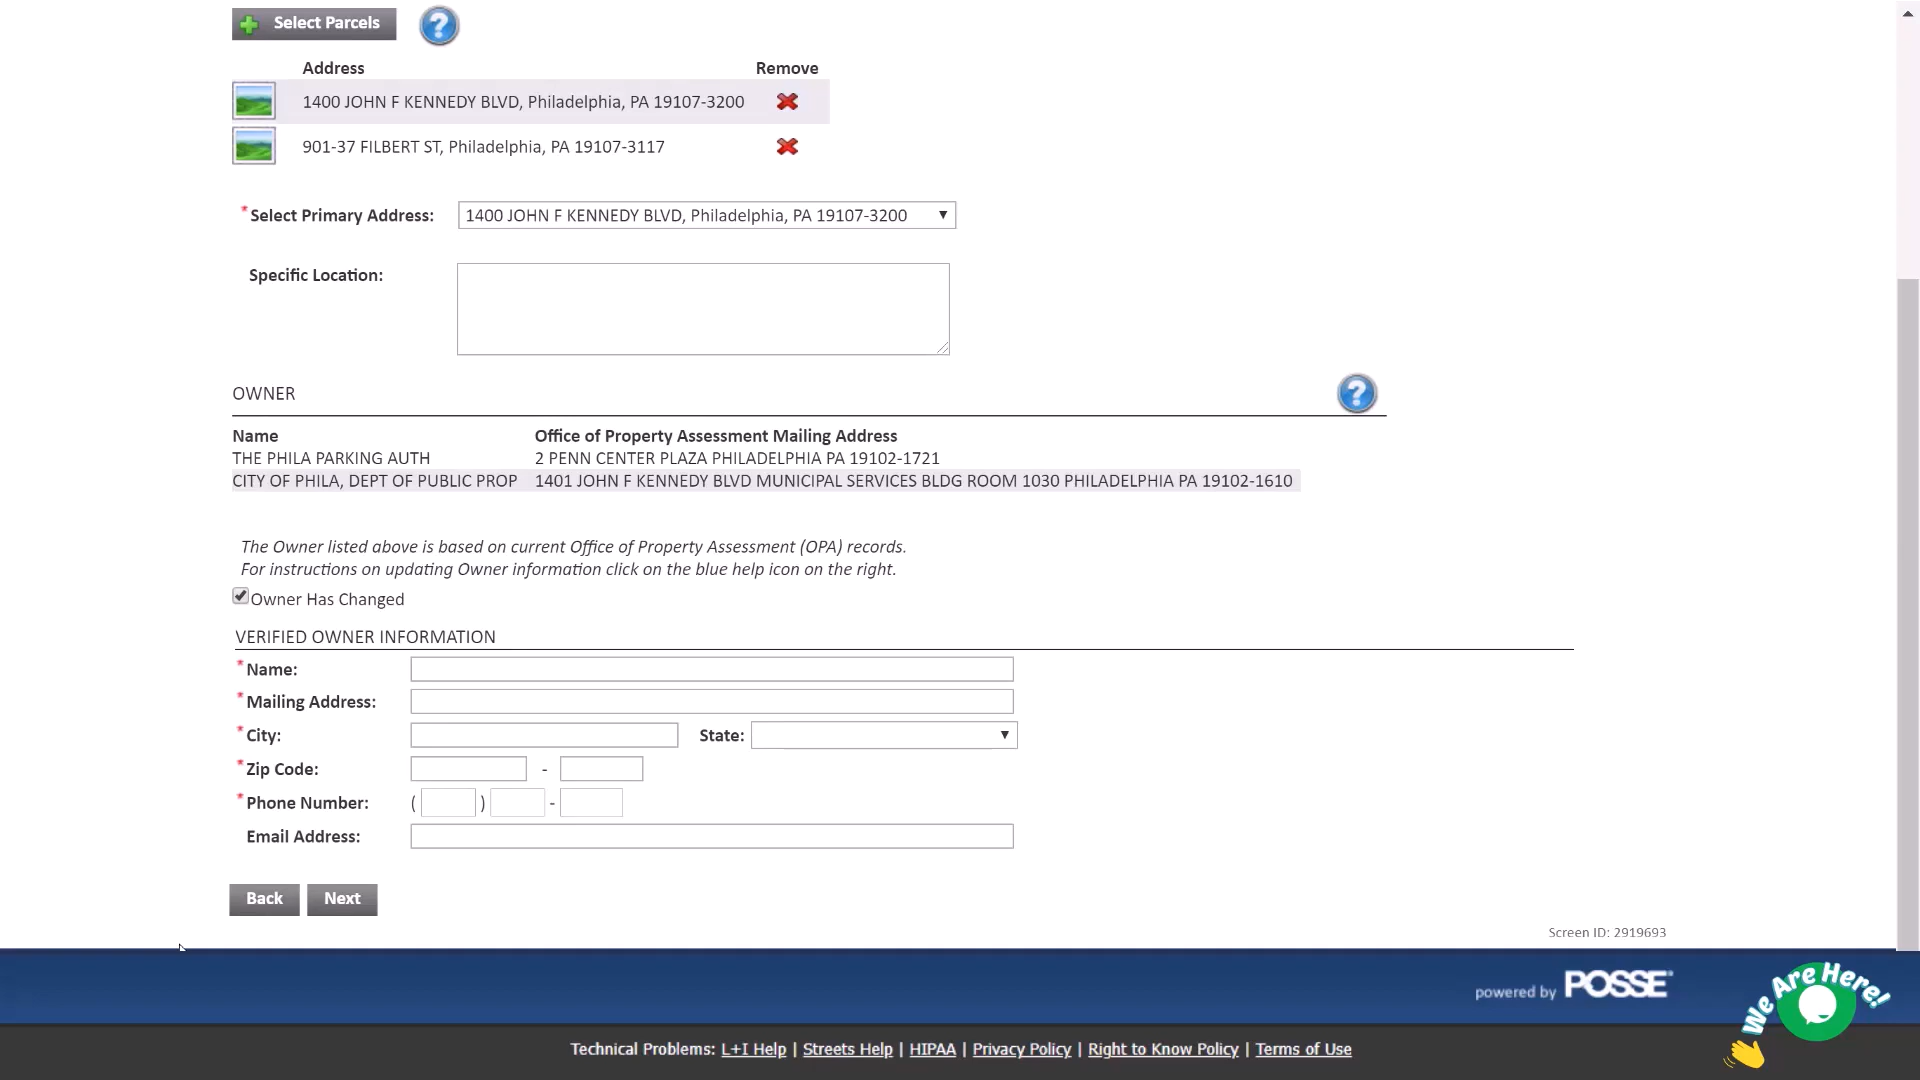 Select Parcels ?
Address Remove
1400 JOHN F KENNEDY BLVD, Philadelphia, PA 19107-3200
901-37 FILBERT ST, Philadelphia, PA 19107-3117
*Select Primary Address: 1400 JOHN F KENNEDY BLVD, Philadelphia, PA 19107-3200
Specific Location:
OWNER ?
Name Office of Property Assessment Mailing Address
THE PHILA PARKING AUTH 2 PENN CENTER PLAZA PHILADELPHIA PA 19102-1721
CITY OF PHILA, DEPT OF PUBLIC PROP 1401 JOHN F KENNEDY BLVD MUNICIPAL SERVICES BLDG ROOM 1030 PHILADELPHIA PA 19102-1610
The Owner listed above is based on current Office of Property Assessment (OPA) records.
For instructions on updating Owner information click on the blue help icon on the right.
Owner Has Changed
VERIFIED OWNER INFORMATION
*Name:
*Mailing Address:
*City: State:
*Zip Code: -
*Phone Number: ( ) -
Email Address:
Back Next
Screen ID: 2919693
powered by POSSE
We Are Here!
Technical Problems: L+I Help | Streets Help | HIPAA | Privacy Policy | Right to Know Policy | Terms of Use